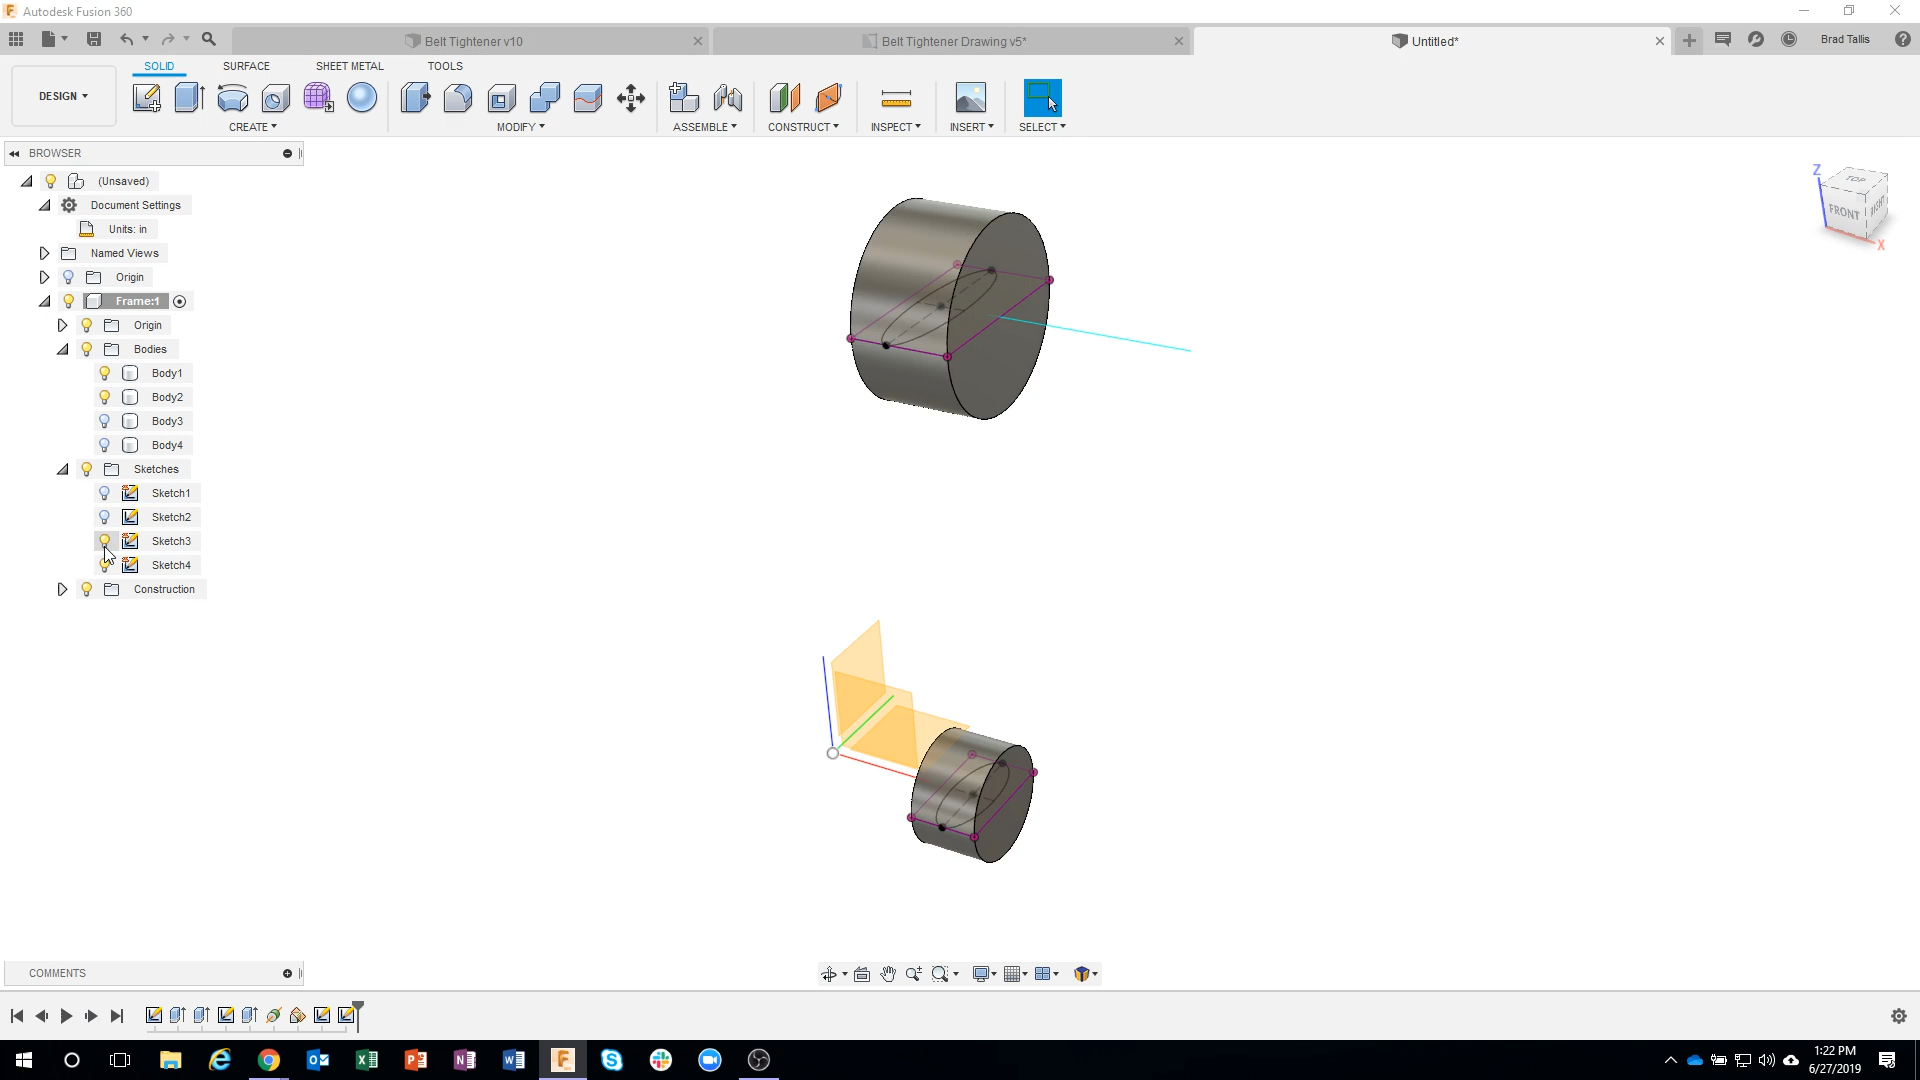 Autodesk Fusion 360
Belt Tightener v10
Belt Tightener Drawing v5*
Untitled*
Brad Tallis
DESIGN
SOLID
SURFACE
SHEET METAL
TOOLS
CREATE
MODIFY
ASSEMBLE
CONSTRUCT
INSPECT
INSERT
SELECT
BROWSER
(Unsaved)
Document Settings
Units: in
Named Views
Origin
Frame:1
Origin
Bodies
Body1
Body2
Body3
Body4
Sketches
Sketch1
Sketch2
Sketch3
Sketch4
Construction
Z
TOP
FRONT
RIGHT
X
COMMENTS
1:22 PM
6/27/2019